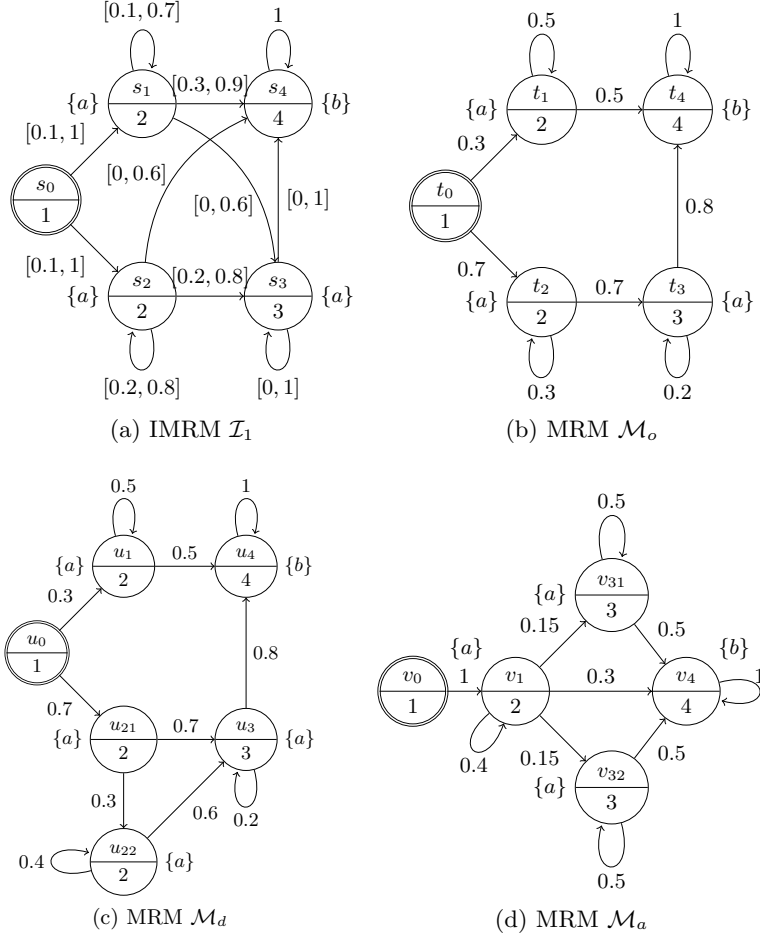 [0.1, 0.7]
1
s₁
2
{a}
[0.3, 0.9]
s₄
4
{b}
[0.1, 1]
[0, 0.6]
s₀
1
[0, 0.6]
[0, 1]
[0.1, 1]
s₂
2
{a}
[0.2, 0.8]
s₃
3
{a}
[0.2, 0.8]
[0, 1]
(a) IMRM 𝓘₁
0.5
1
t₁
2
{a}
0.5
t₄
4
{b}
0.3
t₀
1
0.8
0.7
t₂
2
{a}
0.7
t₃
3
{a}
0.3
0.2
(b) MRM 𝓜ₒ
0.5
1
u₁
2
{a}
0.5
u₄
4
{b}
0.3
u₀
1
0.8
0.7
u₂₁
2
{a}
0.7
u₃
3
{a}
0.3
0.6
0.2
0.4
u₂₂
2
{a}
(c) MRM 𝓜_d
0.5
{a}
v₃₁
3
{a}
0.15
0.5
{b}
v₀
1
1
v₁
2
0.3
v₄
4
1
0.4
0.15
0.5
{a}
v₃₂
3
0.5
(d) MRM 𝓜ₐ